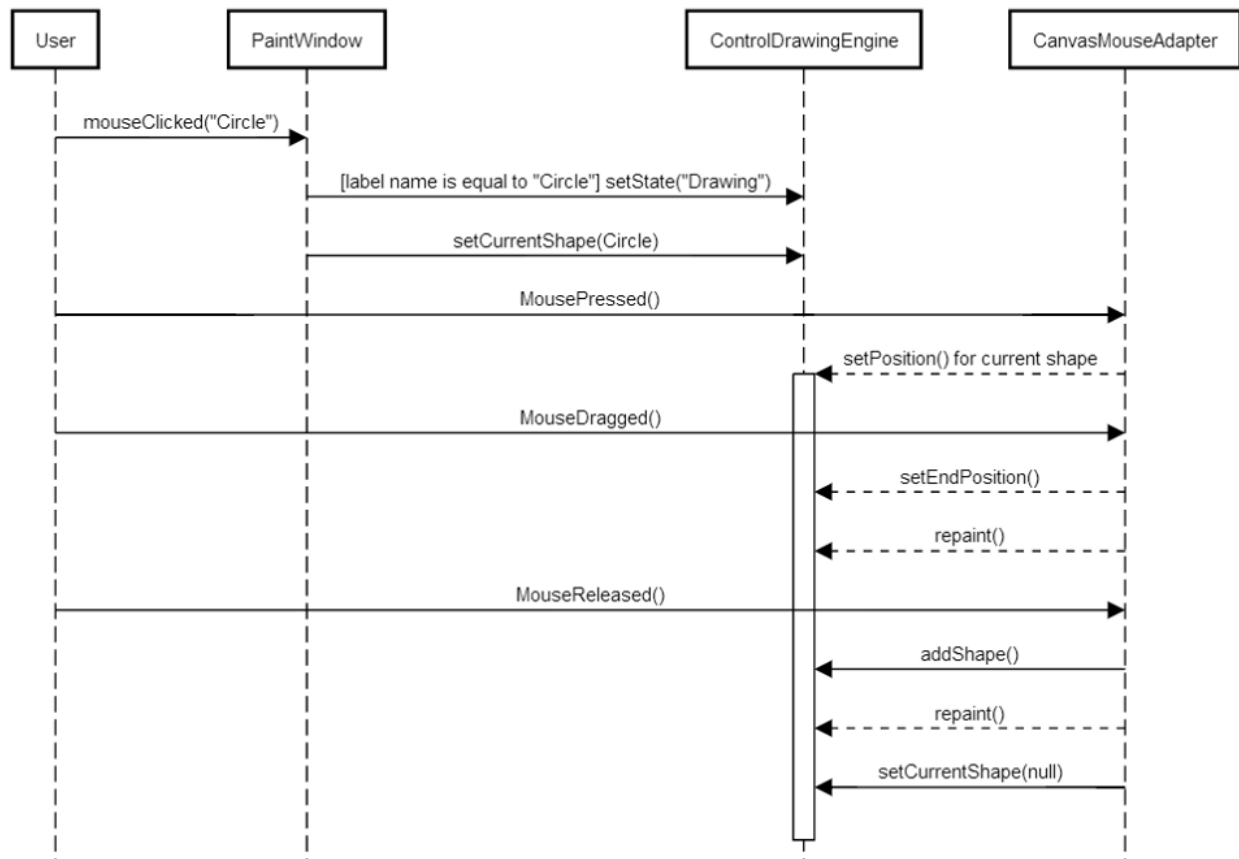 User
PaintWindow
ControlDrawingEngine
CanvasMouseAdapter
mouseClicked("Circle")
[label name is equal to "Circle"] setState("Drawing")
setCurrentShape(Circle)
MousePressed()
setPosition() for current shape
MouseDragged()
setEndPosition()
repaint()
MouseReleased()
addShape()
repaint()
setCurrentShape(null)